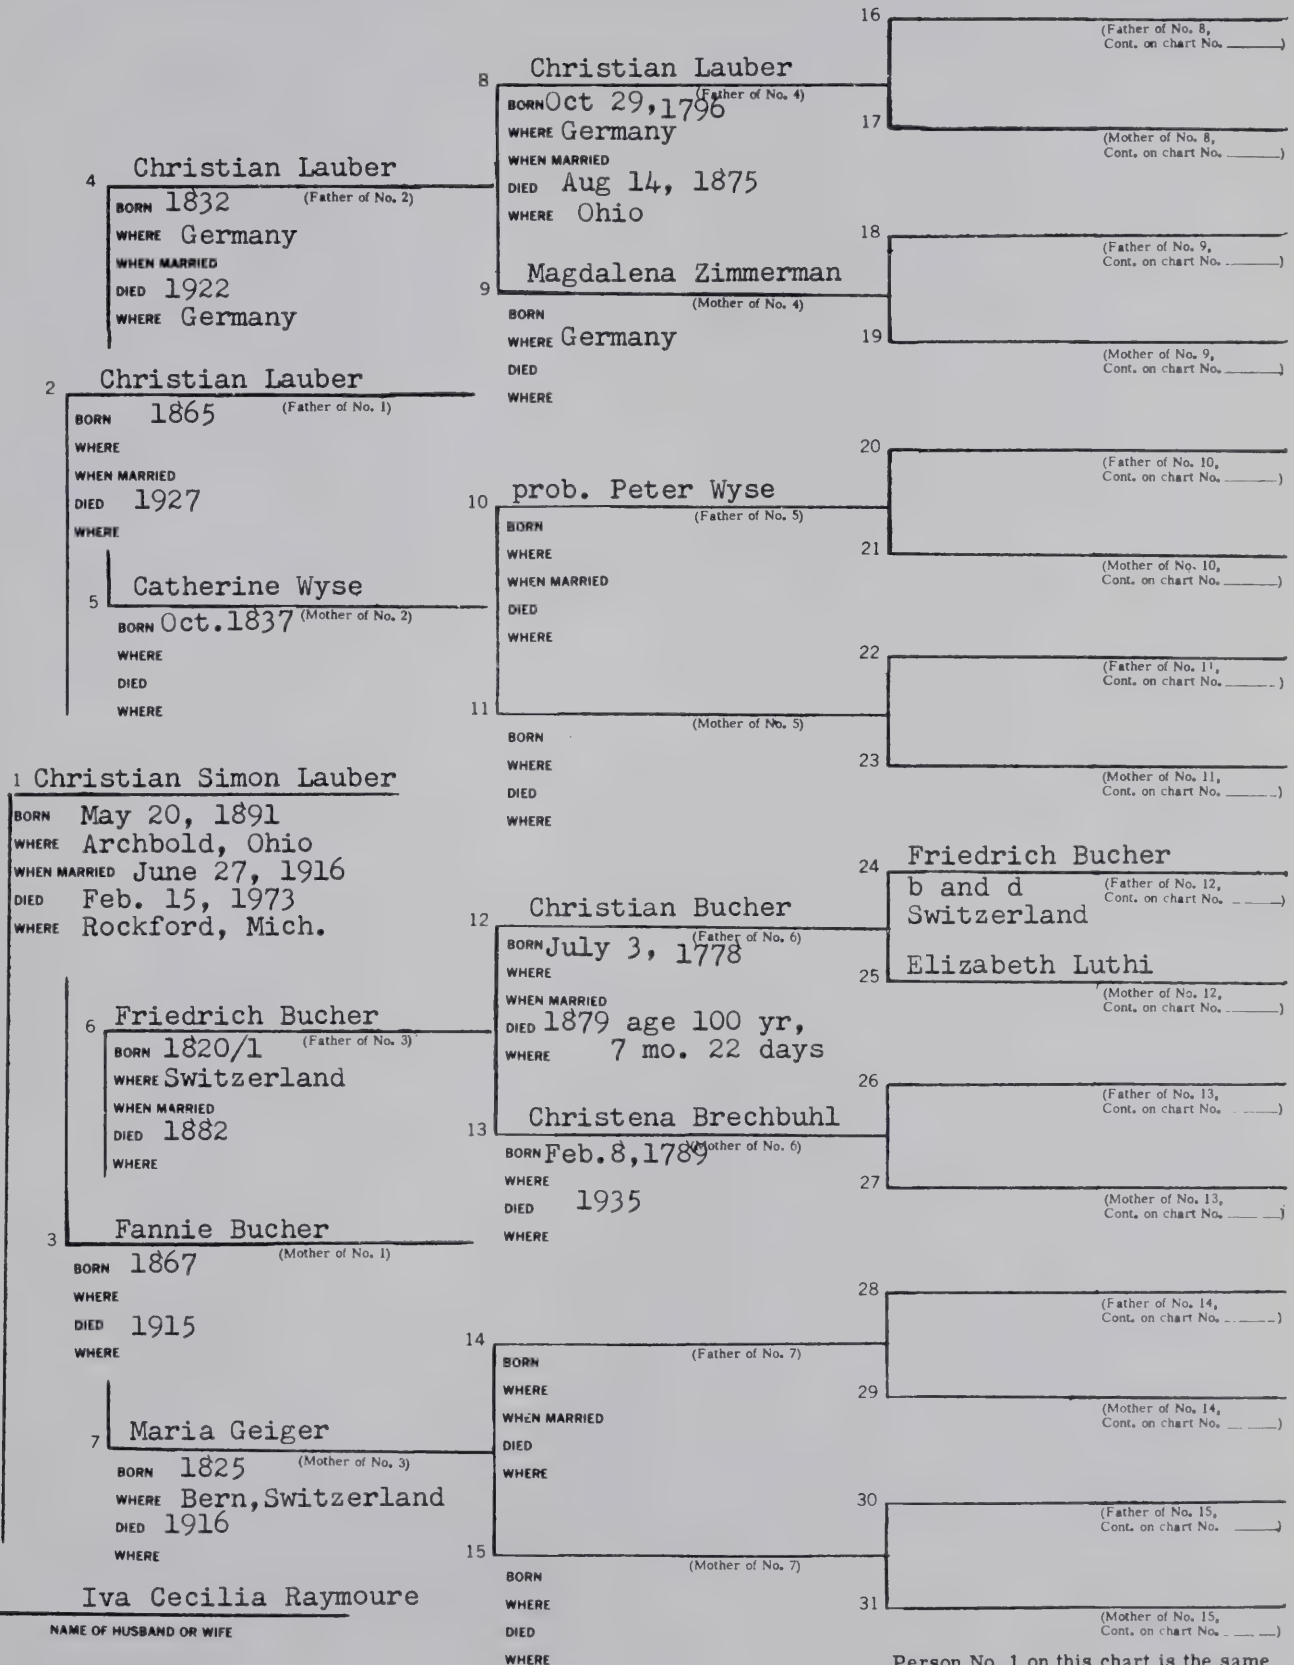 16
(Father of No. 8,
Cont. on chart No. ______)
8 Christian Lauber
(Father of No. 4)
BORN Oct 29, 1796
WHERE Germany
WHEN MARRIED
DIED Aug 14, 1875
WHERE Ohio
17
(Mother of No. 8,
Cont. on chart No. ______)
4 Christian Lauber
(Father of No. 2)
BORN 1832
WHERE Germany
WHEN MARRIED
DIED 1922
WHERE Germany
18
(Father of No. 9,
Cont. on chart No. ______)
9 Magdalena Zimmerman
(Mother of No. 4)
BORN
WHERE Germany
DIED
WHERE
19
(Mother of No. 9,
Cont. on chart No. ______)
2 Christian Lauber
(Father of No. 1)
BORN 1865
WHERE
WHEN MARRIED
DIED 1927
WHERE
20
(Father of No. 10,
Cont. on chart No. ______)
10 prob. Peter Wyse
(Father of No. 5)
BORN
WHERE
WHEN MARRIED
DIED
WHERE
21
(Mother of No. 10,
Cont. on chart No. ______)
5 Catherine Wyse
(Mother of No. 2)
BORN Oct. 1837
WHERE
DIED
WHERE
22
(Father of No. 11,
Cont. on chart No. ______)
11
(Mother of No. 5)
BORN
WHERE
DIED
WHERE
23
(Mother of No. 11,
Cont. on chart No. ______)
1 Christian Simon Lauber
BORN May 20, 1891
WHERE Archbold, Ohio
WHEN MARRIED June 27, 1916
DIED Feb. 15, 1973
WHERE Rockford, Mich.
24 Friedrich Bucher
(Father of No. 12,
Cont. on chart No. ______)
b and d
Switzerland
12 Christian Bucher
(Father of No. 6)
BORN July 3, 1778
WHERE
WHEN MARRIED
DIED 1879 age 100 yr,
WHERE 7 mo. 22 days
25 Elizabeth Luthi
(Mother of No. 12,
Cont. on chart No. ______)
6 Friedrich Bucher
(Father of No. 3)
BORN 1820/1
WHERE Switzerland
WHEN MARRIED
DIED 1882
WHERE
26
(Father of No. 13,
Cont. on chart No. ______)
13 Christena Brechbuhl
(Mother of No. 6)
BORN Feb. 8, 1789
WHERE
DIED 1935
WHERE
27
(Mother of No. 13,
Cont. on chart No. ______)
3 Fannie Bucher
(Mother of No. 1)
BORN 1867
WHERE
DIED 1915
WHERE
28
(Father of No. 14,
Cont. on chart No. ______)
14
(Father of No. 7)
BORN
WHERE
WHEN MARRIED
DIED
WHERE
29
(Mother of No. 14,
Cont. on chart No. ______)
7 Maria Geiger
(Mother of No. 3)
BORN 1825
WHERE Bern, Switzerland
DIED 1916
WHERE
30
(Father of No. 15,
Cont. on chart No. ______)
15
(Mother of No. 7)
BORN
WHERE
DIED
WHERE
31
(Mother of No. 15,
Cont. on chart No. ______)
Iva Cecilia Raymoure
NAME OF HUSBAND OR WIFE
Person No. 1 on this chart is the same